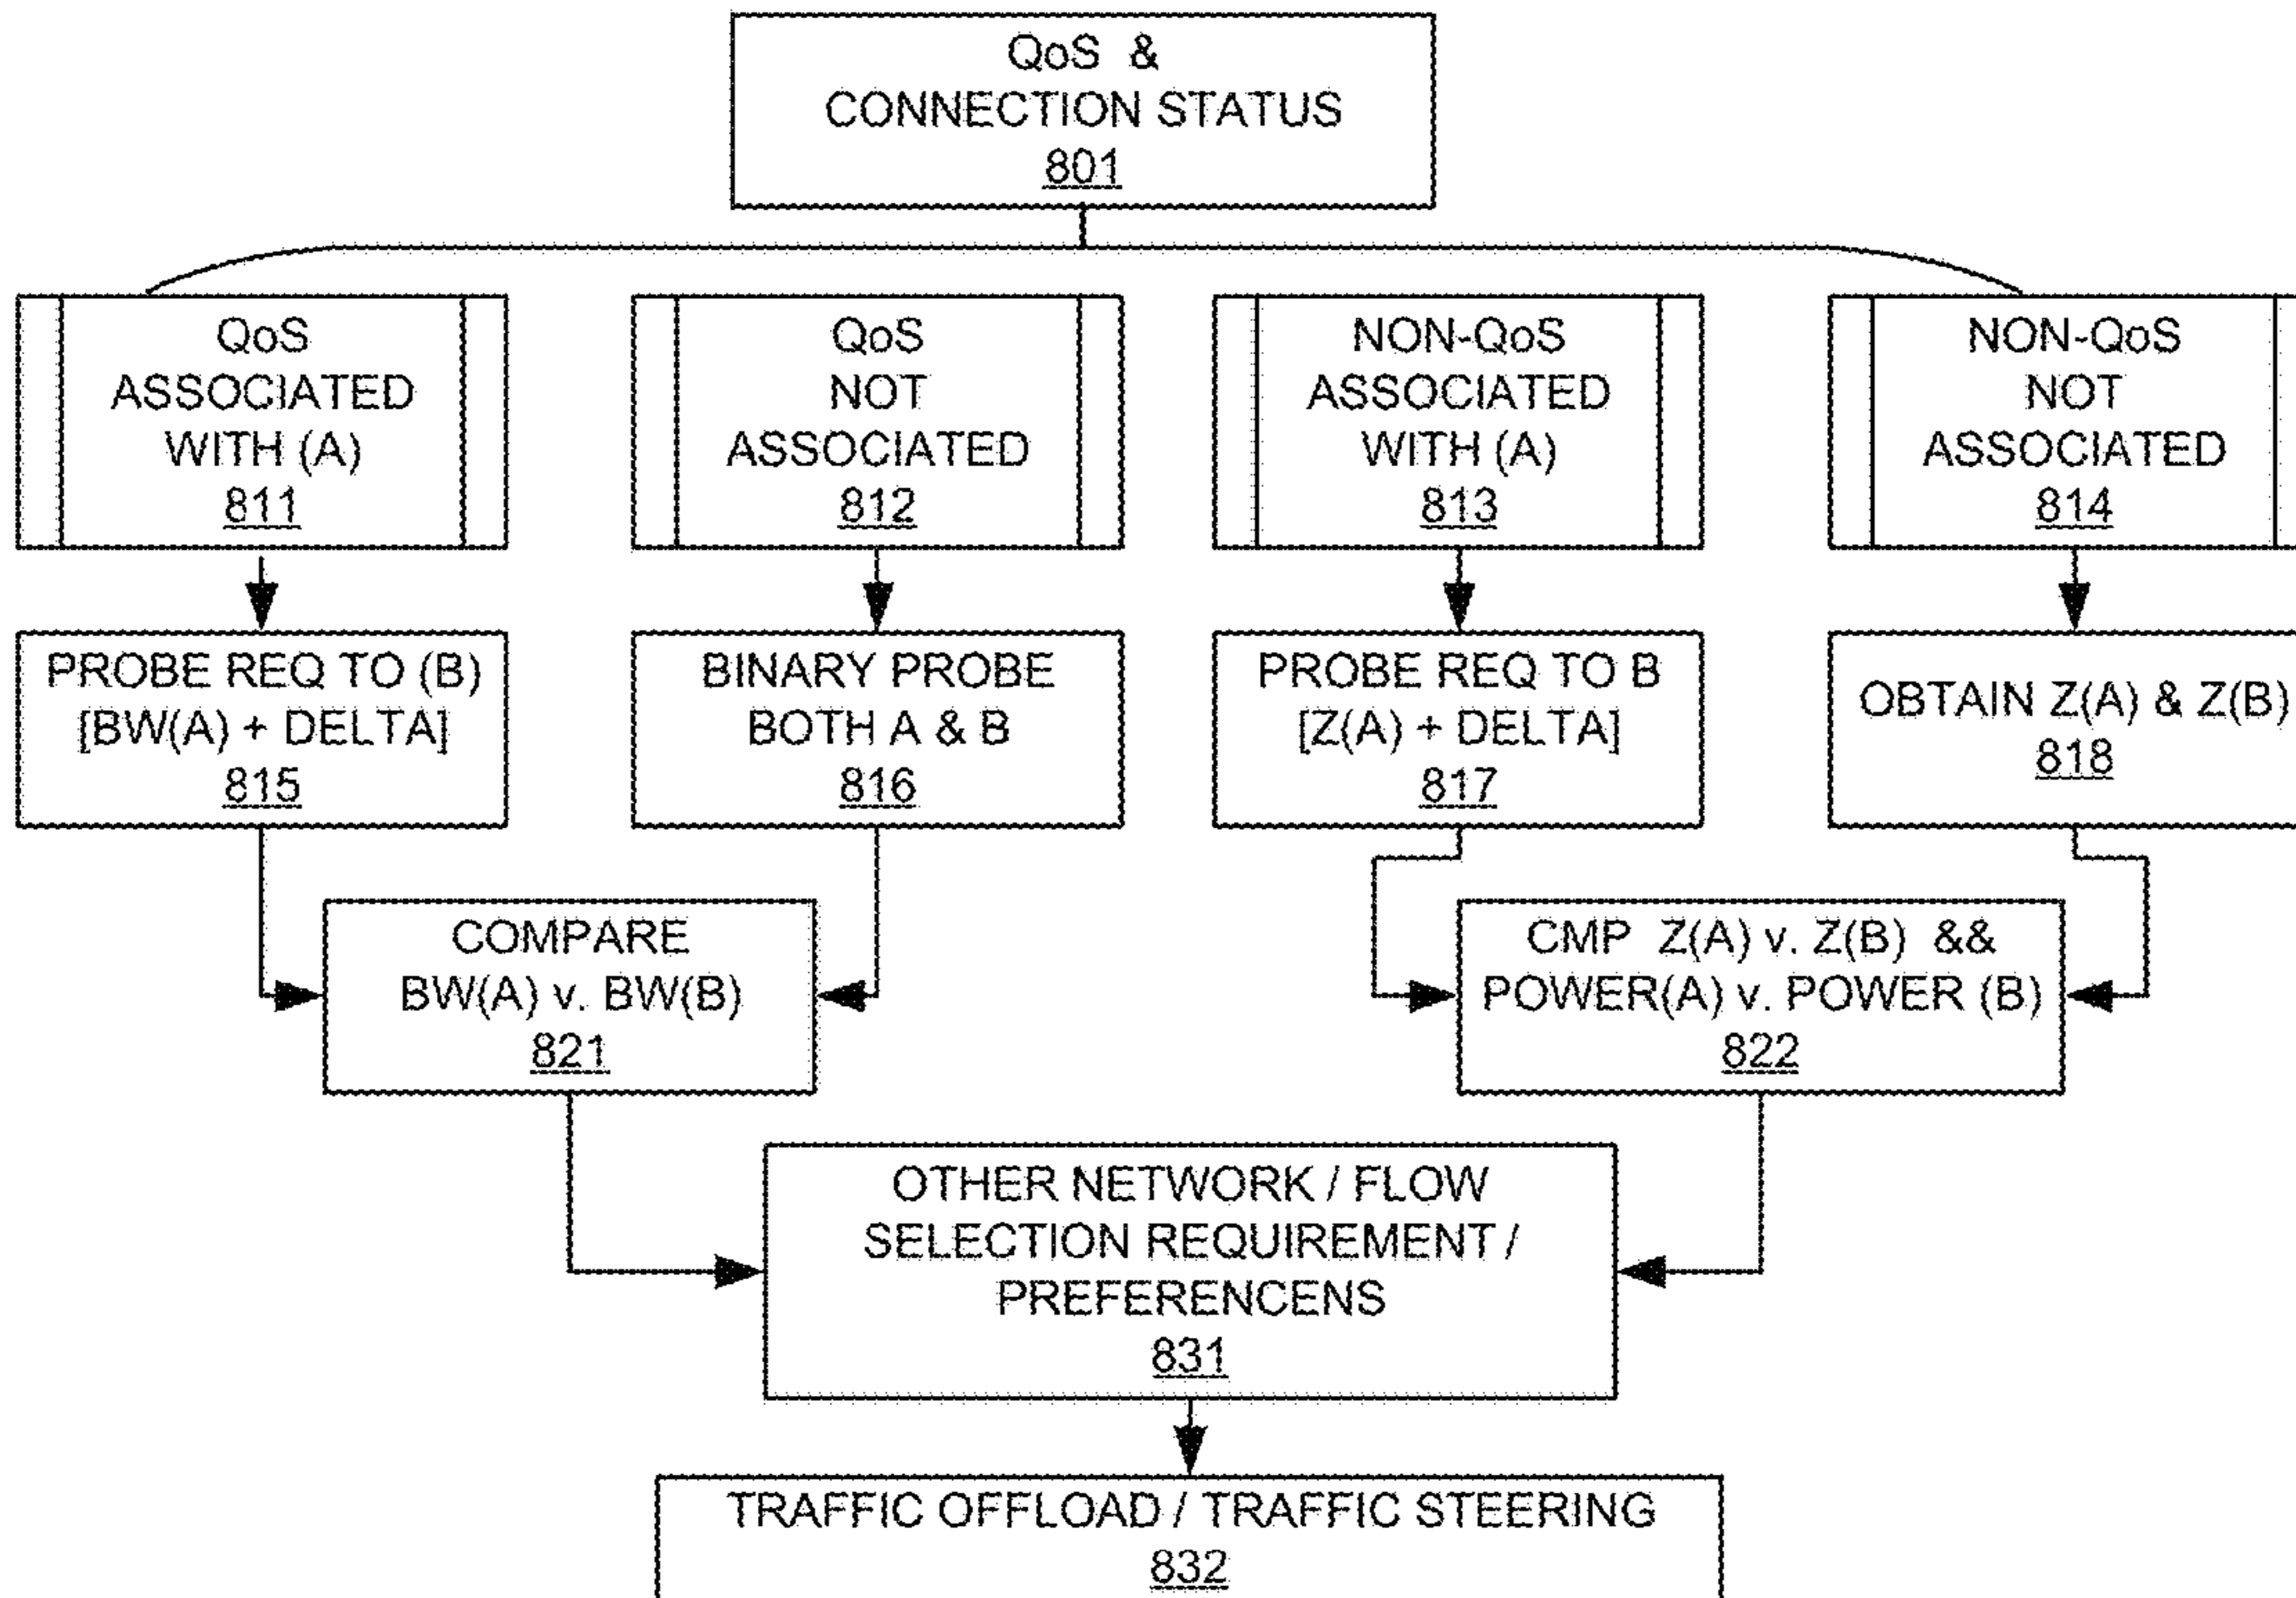 QoS &
CONNECTION STATUS
801
QoS
ASSOCIATED
WITH (A)
811
QoS
NOT
ASSOCIATED
812
NON-QoS
ASSOCIATED
WITH (A)
813
NON-QoS
NOT
ASSOCIATED
814
PROBE REQ TO (B)
[BW(A) + DELTA]
815
BINARY PROBE
BOTH A & B
816
PROBE REQ TO B
[Z(A) + DELTA]
817
OBTAIN Z(A) & Z(B)
818
COMPARE
BW(A) v. BW(B)
821
CMP Z(A) v. Z(B) &&
POWER(A) v. POWER (B)
822
OTHER NETWORK / FLOW
SELECTION REQUIREMENT /
PREFERENCENS
831
TRAFFIC OFFLOAD / TRAFFIC STEERING
832